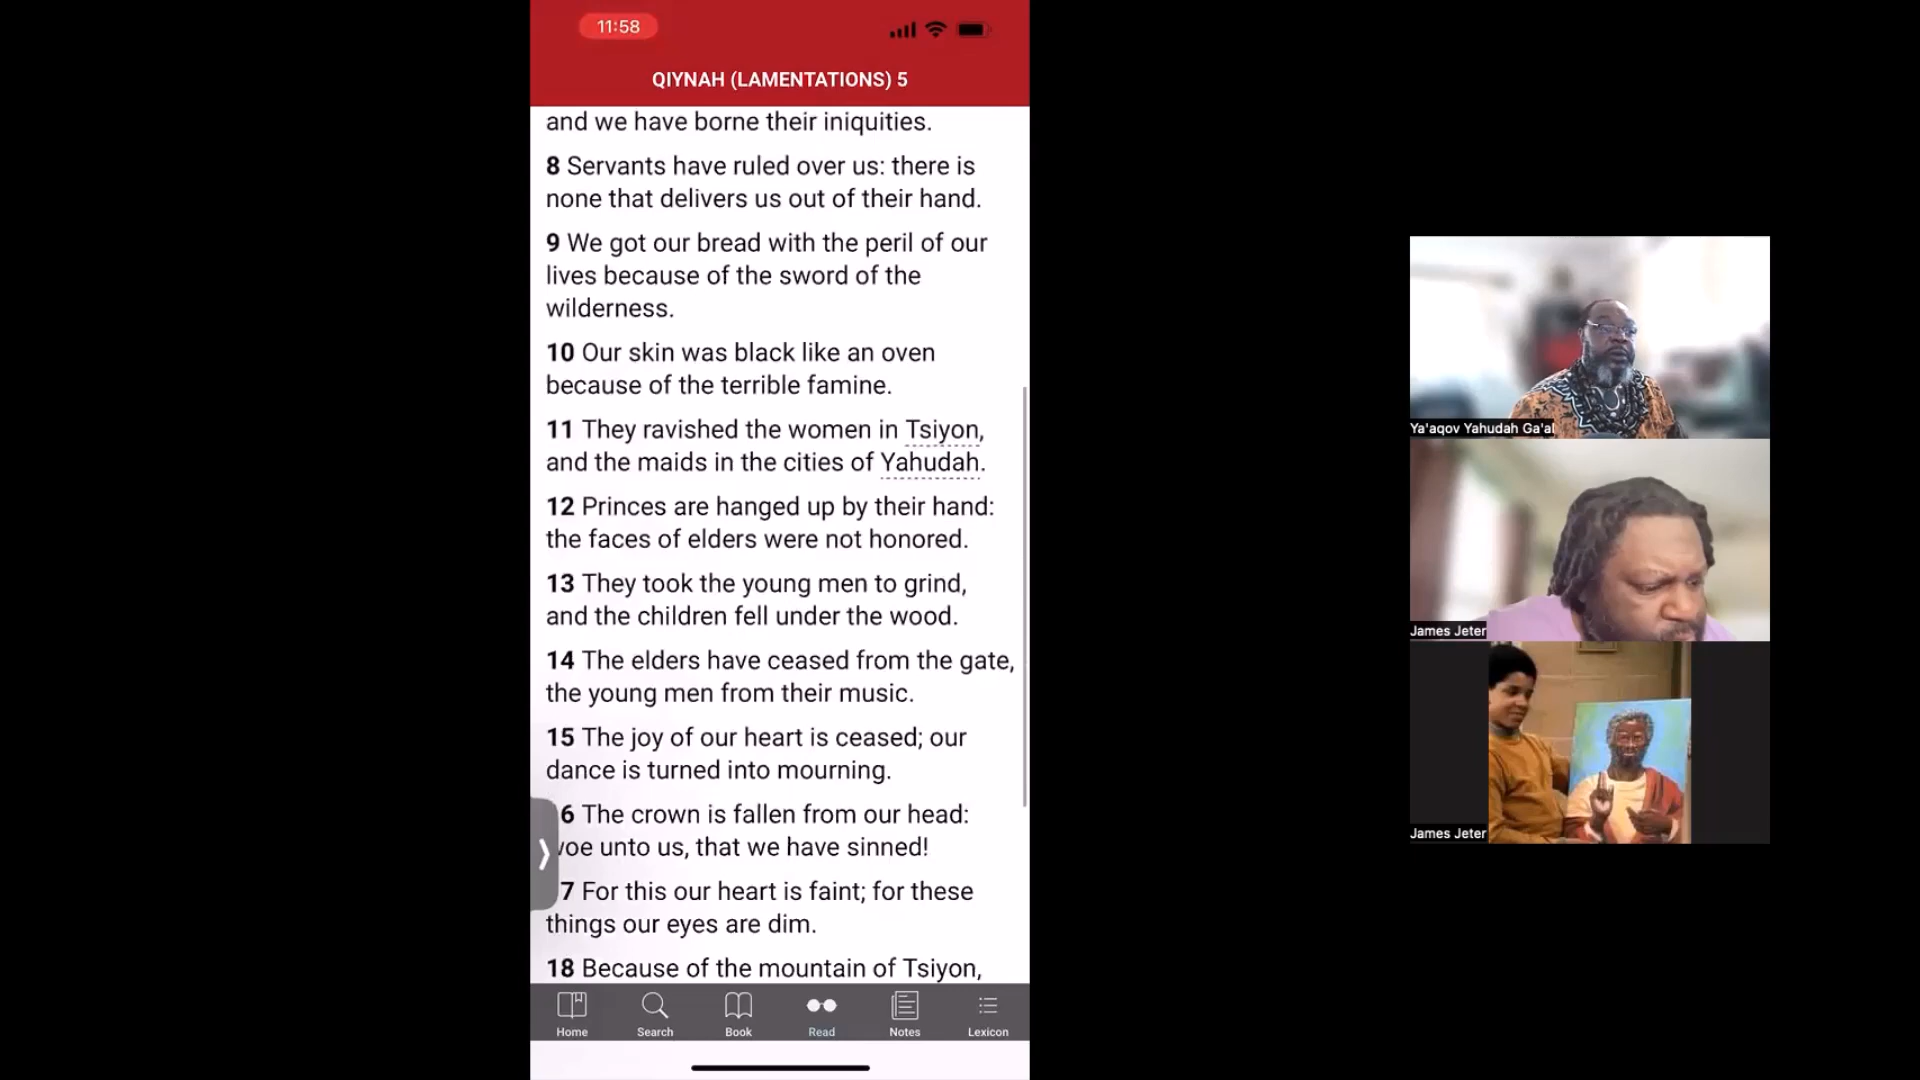 11:58
QIYNAH (LAMENTATIONS) 5
and we have borne their iniquities.
8 Servants have ruled over us: there is
none that delivers us out of their hand.
9 We got our bread with the peril of our
lives because of the sword of the
wilderness.
10 Our skin was black like an oven
because of the terrible famine.
11 They ravished the women in Tsiyon,
and the maids in the cities of Yahudah.
12 Princes are hanged up by their hand:
the faces of elders were not honored.
13 They took the young men to grind,
and the children fell under the wood.
14 The elders have ceased from the gate,
the young men from their music.
15 The joy of our heart is ceased; our
dance is turned into mourning.
6 The crown is fallen from our head:
woe unto us, that we have sinned!
7 For this our heart is faint; for these
things our eyes are dim.
18 Because of the mountain of Tsiyon,
Home
Search
Book
Read
Notes
Lexicon
Ya'aqov Yahudah Ga'al
James Jeter
James Jeter